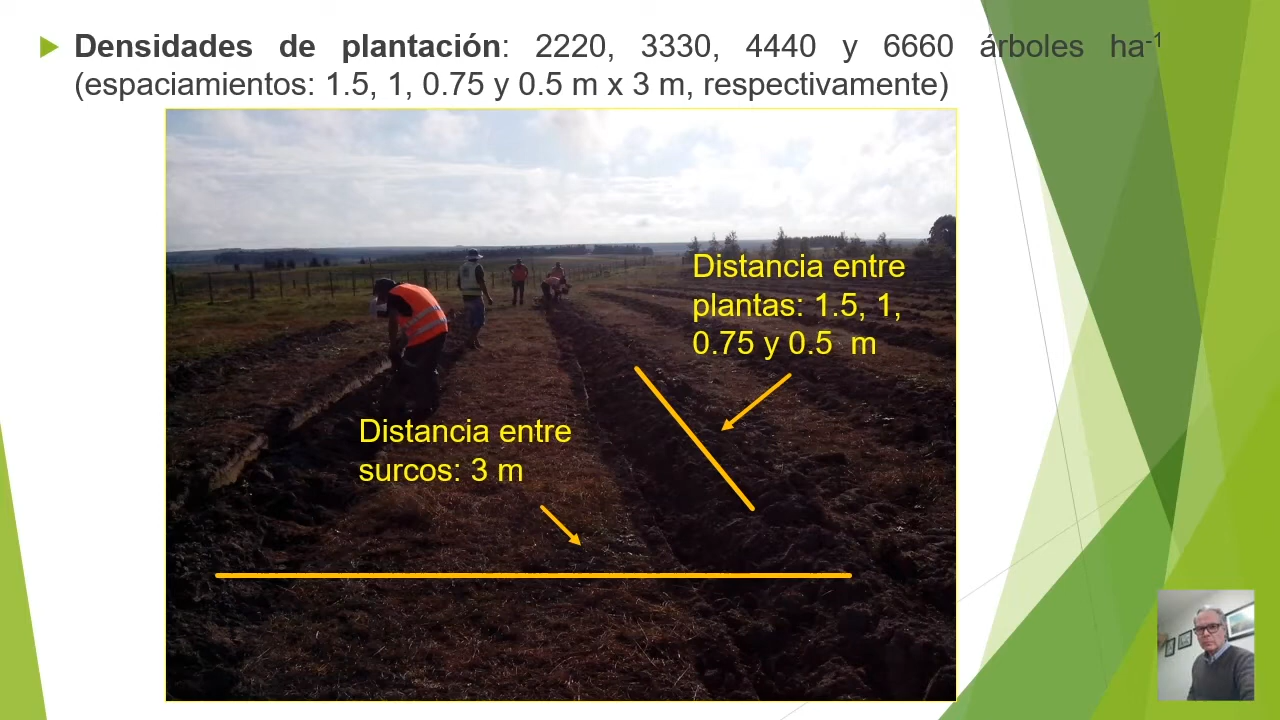 Densidades de plantación: 2220, 3330, 4440 y 6660 árboles ha-1
(espaciamientos: 1.5, 1, 0.75 y 0.5 m x 3 m, respectivamente)
Distancia entre
plantas: 1.5, 1,
0.75 y 0.5 m
Distancia entre
surcos: 3 m